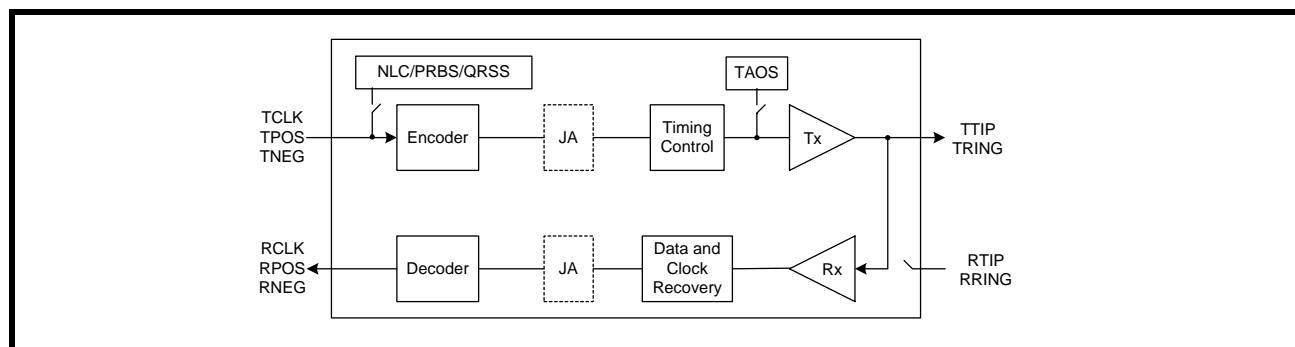 NLC/PRBS/QRSS
TAOS
TCLK
TPOS
TNEG
Encoder
JA
Timing
Control
Tx
TTIP
TRING
RCLK
RPOS
RNEG
Decoder
JA
Data and
Clock
Recovery
Rx
RTIP
RRING